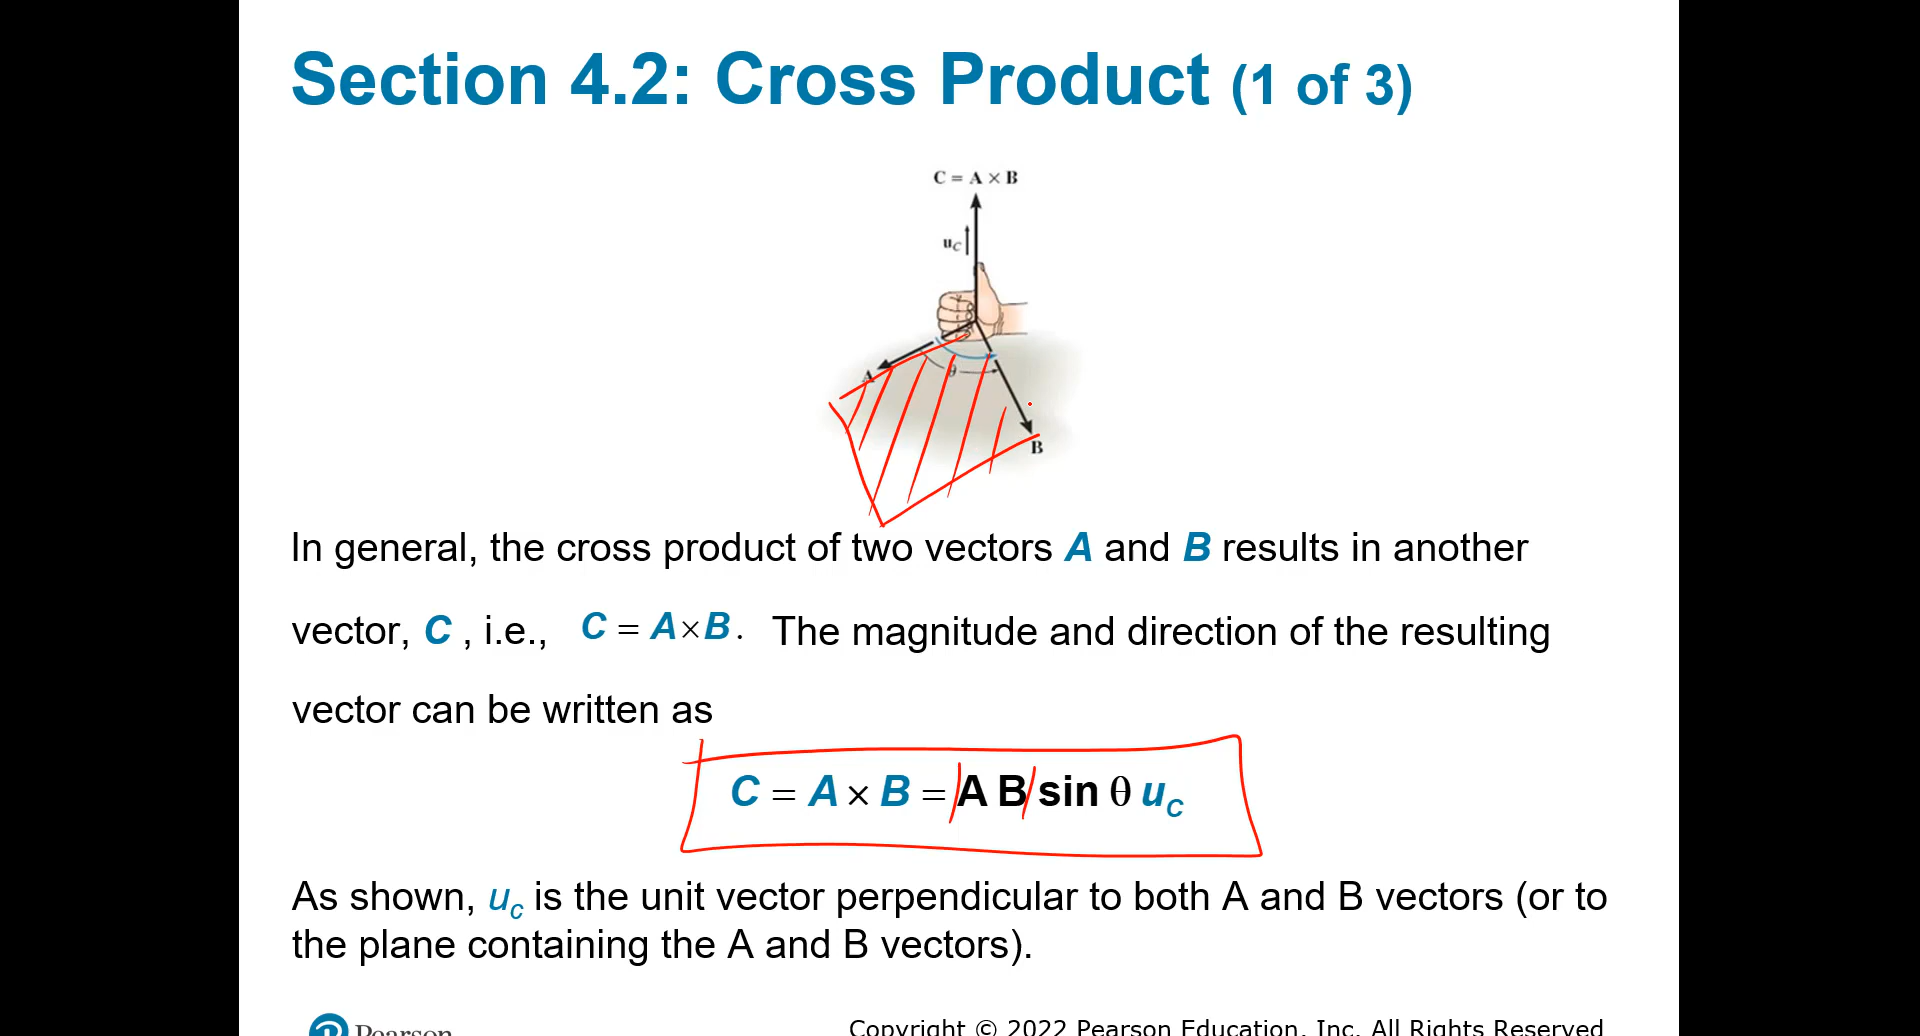 Section 4.2: Cross Product (1 of 3)
C = A × B
u_C
A
θ
B
In general, the cross product of two vectors A and B results in another
vector, C , i.e., C = A×B. The magnitude and direction of the resulting
vector can be written as
C = A × B = A B sin θ u_C
As shown, u_c is the unit vector perpendicular to both A and B vectors (or to
the plane containing the A and B vectors).
Pearson
Copyright © 2022 Pearson Education, Inc. All Rights Reserved